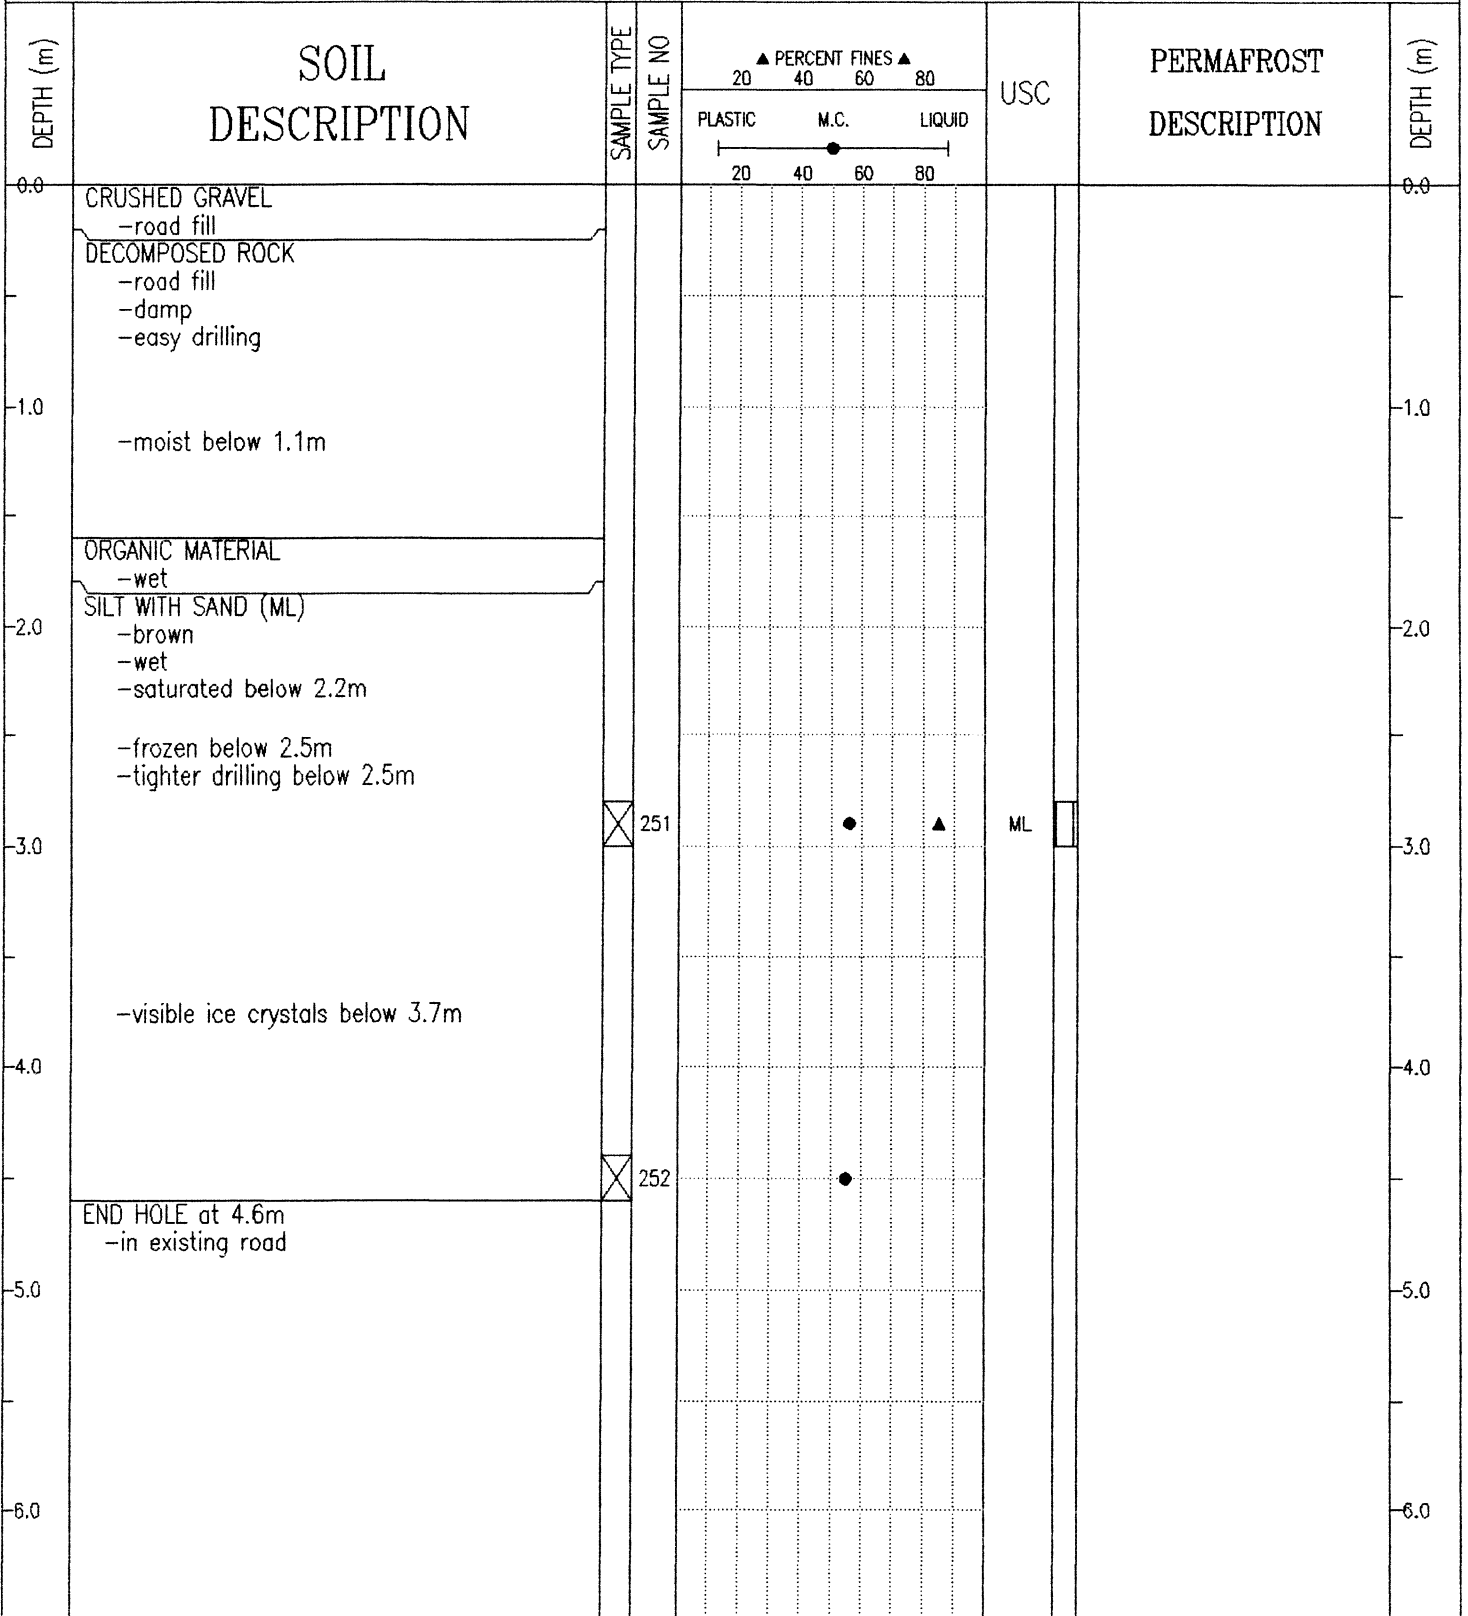 DEPTH (m)
SOIL
DESCRIPTION
SAMPLE TYPE
SAMPLE NO
▲ PERCENT FINES ▲
20 40 60 80
PLASTIC M.C. LIQUID
20 40 60 80
USC
PERMAFROST
DESCRIPTION
DEPTH (m)
0.0 0.0
CRUSHED GRAVEL
-road fill
DECOMPOSED ROCK
-road fill
-damp
-easy drilling
1.0 1.0
-moist below 1.1m
ORGANIC MATERIAL
-wet
SILT WITH SAND (ML)
2.0 2.0
-brown
-wet
-saturated below 2.2m
-frozen below 2.5m
-tighter drilling below 2.5m
251 ML
3.0 3.0
-visible ice crystals below 3.7m
4.0 4.0
252
END HOLE at 4.6m
-in existing road
5.0 5.0
6.0 6.0